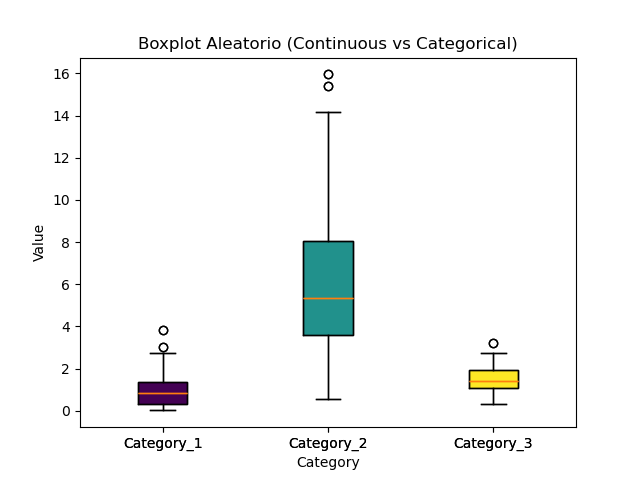 Boxplot Aleatorio (Continuous vs Categorical)
16
14
12
10
8
6
4
2
0
Value
Category_1 Category_2 Category_3
Category